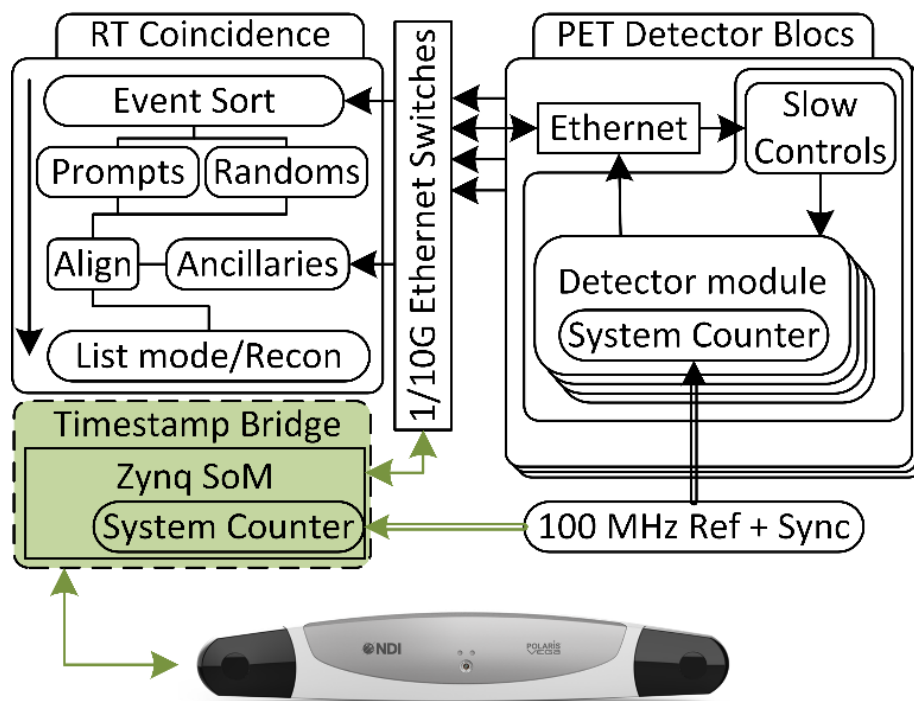 RT Coincidence
Event Sort
Prompts
Randoms
Align
Ancillaries
List mode/Recon
1/10G Ethernet Switches
PET Detector Blocs
Ethernet
Slow
Controls
Detector module
System Counter
Timestamp Bridge
Zynq SoM
System Counter
100 MHz Ref + Sync
NDI
POLARIS
VEGA